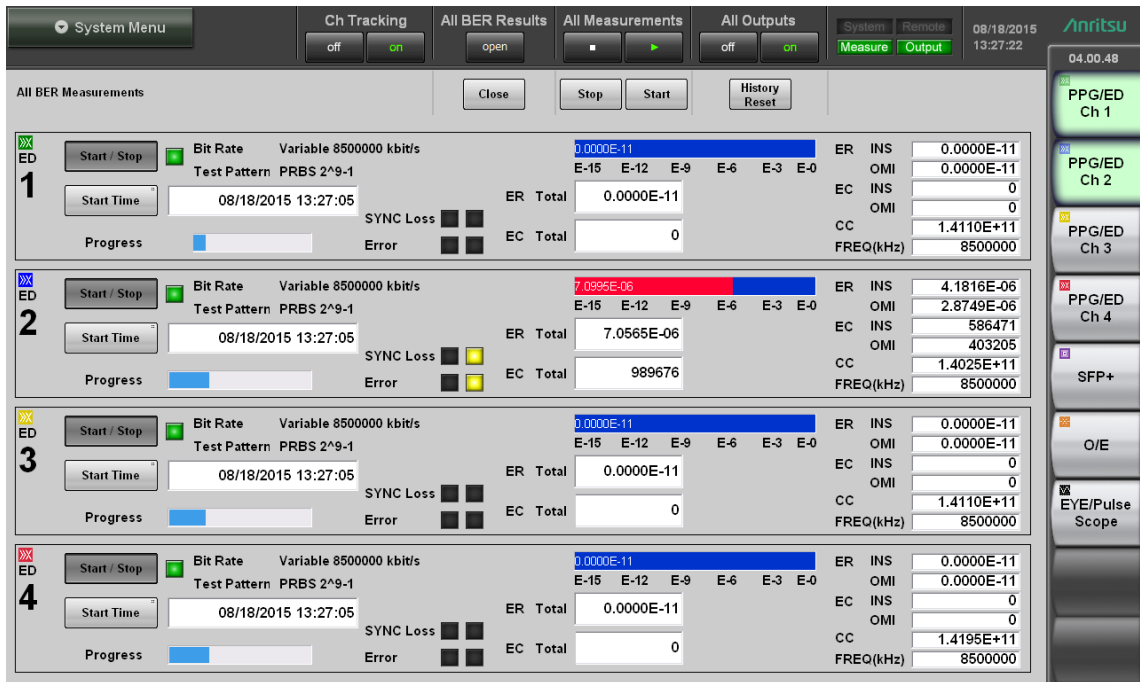 System Menu
Ch Tracking
off on
All BER Results
open
All Measurements
All Outputs
off on
System Remote
Measure Output
08/18/2015
13:27:22
Anritsu
04.00.48
All BER Measurements
Close
Stop Start
History
Reset
ED
1
Start / Stop
Bit Rate Variable 8500000 kbit/s
Test Pattern PRBS 2^9-1
Start Time 08/18/2015 13:27:05
SYNC Loss
Progress
Error
0.0000E-11
E-15 E-12 E-9 E-6 E-3 E-0
ER Total 0.0000E-11
EC Total 0
ER INS 0.0000E-11
OMI 0.0000E-11
EC INS 0
OMI 0
CC 1.4110E+11
FREQ(kHz) 8500000
ED
2
Start / Stop
Bit Rate Variable 8500000 kbit/s
Test Pattern PRBS 2^9-1
Start Time 08/18/2015 13:27:05
SYNC Loss
Progress
Error
7.0995E-06
E-15 E-12 E-9 E-6 E-3 E-0
ER Total 7.0565E-06
EC Total 989676
ER INS 4.1816E-06
OMI 2.8749E-06
EC INS 586471
OMI 403205
CC 1.4025E+11
FREQ(kHz) 8500000
ED
3
Start / Stop
Bit Rate Variable 8500000 kbit/s
Test Pattern PRBS 2^9-1
Start Time 08/18/2015 13:27:05
SYNC Loss
Progress
Error
0.0000E-11
E-15 E-12 E-9 E-6 E-3 E-0
ER Total 0.0000E-11
EC Total 0
ER INS 0.0000E-11
OMI 0.0000E-11
EC INS 0
OMI 0
CC 1.4110E+11
FREQ(kHz) 8500000
ED
4
Start / Stop
Bit Rate Variable 8500000 kbit/s
Test Pattern PRBS 2^9-1
Start Time 08/18/2015 13:27:05
SYNC Loss
Progress
Error
0.0000E-11
E-15 E-12 E-9 E-6 E-3 E-0
ER Total 0.0000E-11
EC Total 0
ER INS 0.0000E-11
OMI 0.0000E-11
EC INS 0
OMI 0
CC 1.4195E+11
FREQ(kHz) 8500000
PPG/ED
Ch 1
PPG/ED
Ch 2
PPG/ED
Ch 3
PPG/ED
Ch 4
SFP+
O/E
EYE/Pulse
Scope